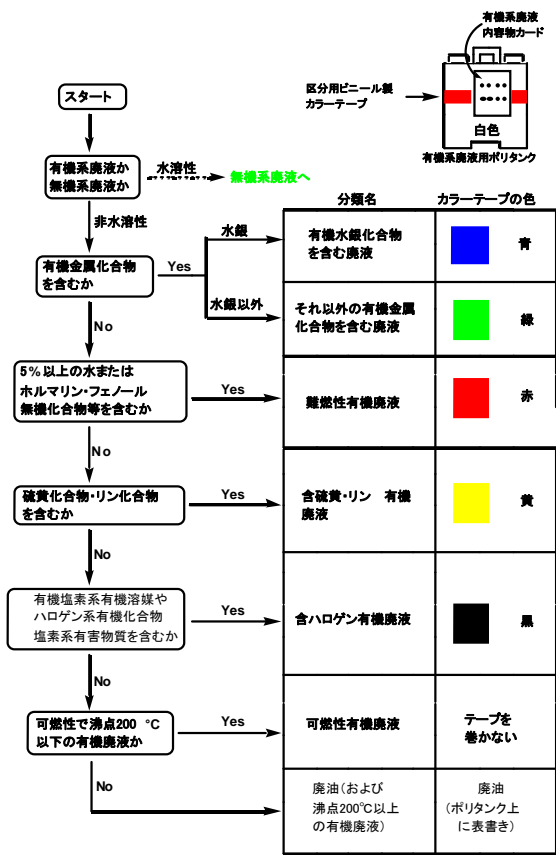 有機系廃液
内容物カード
区分用ビニール製
カラーテープ
白色
有機系廃液用ポリタンク
スタート
有機系廃液か
無機系廃液か
水溶性
無機系廃液へ
非水溶性
分類名
カラーテープの色
有機金属化合物
を含むか
Yes
水銀
有機水銀化合物
を含む廃液
青
水銀以外
それ以外の有機金属
化合物を含む廃液
緑
No
5%以上の水または
ホルマリン・フェノール
無機化合物等を含むか
Yes
難燃性有機廃液
赤
No
硫黄化合物・リン化合物
を含むか
Yes
含硫黄・リン 有機
廃液
黄
No
有機塩素系有機溶媒や
ハロゲン系有機化合物
塩素系有害物質を含むか
Yes
含ハロゲン有機廃液
黒
No
可燃性で沸点200 °C
以下の有機廃液か
Yes
可燃性有機廃液
テープを
巻かない
No
廃油(および
沸点200℃以上
の有機廃液)
廃油
(ポリタンク上
に表書き)